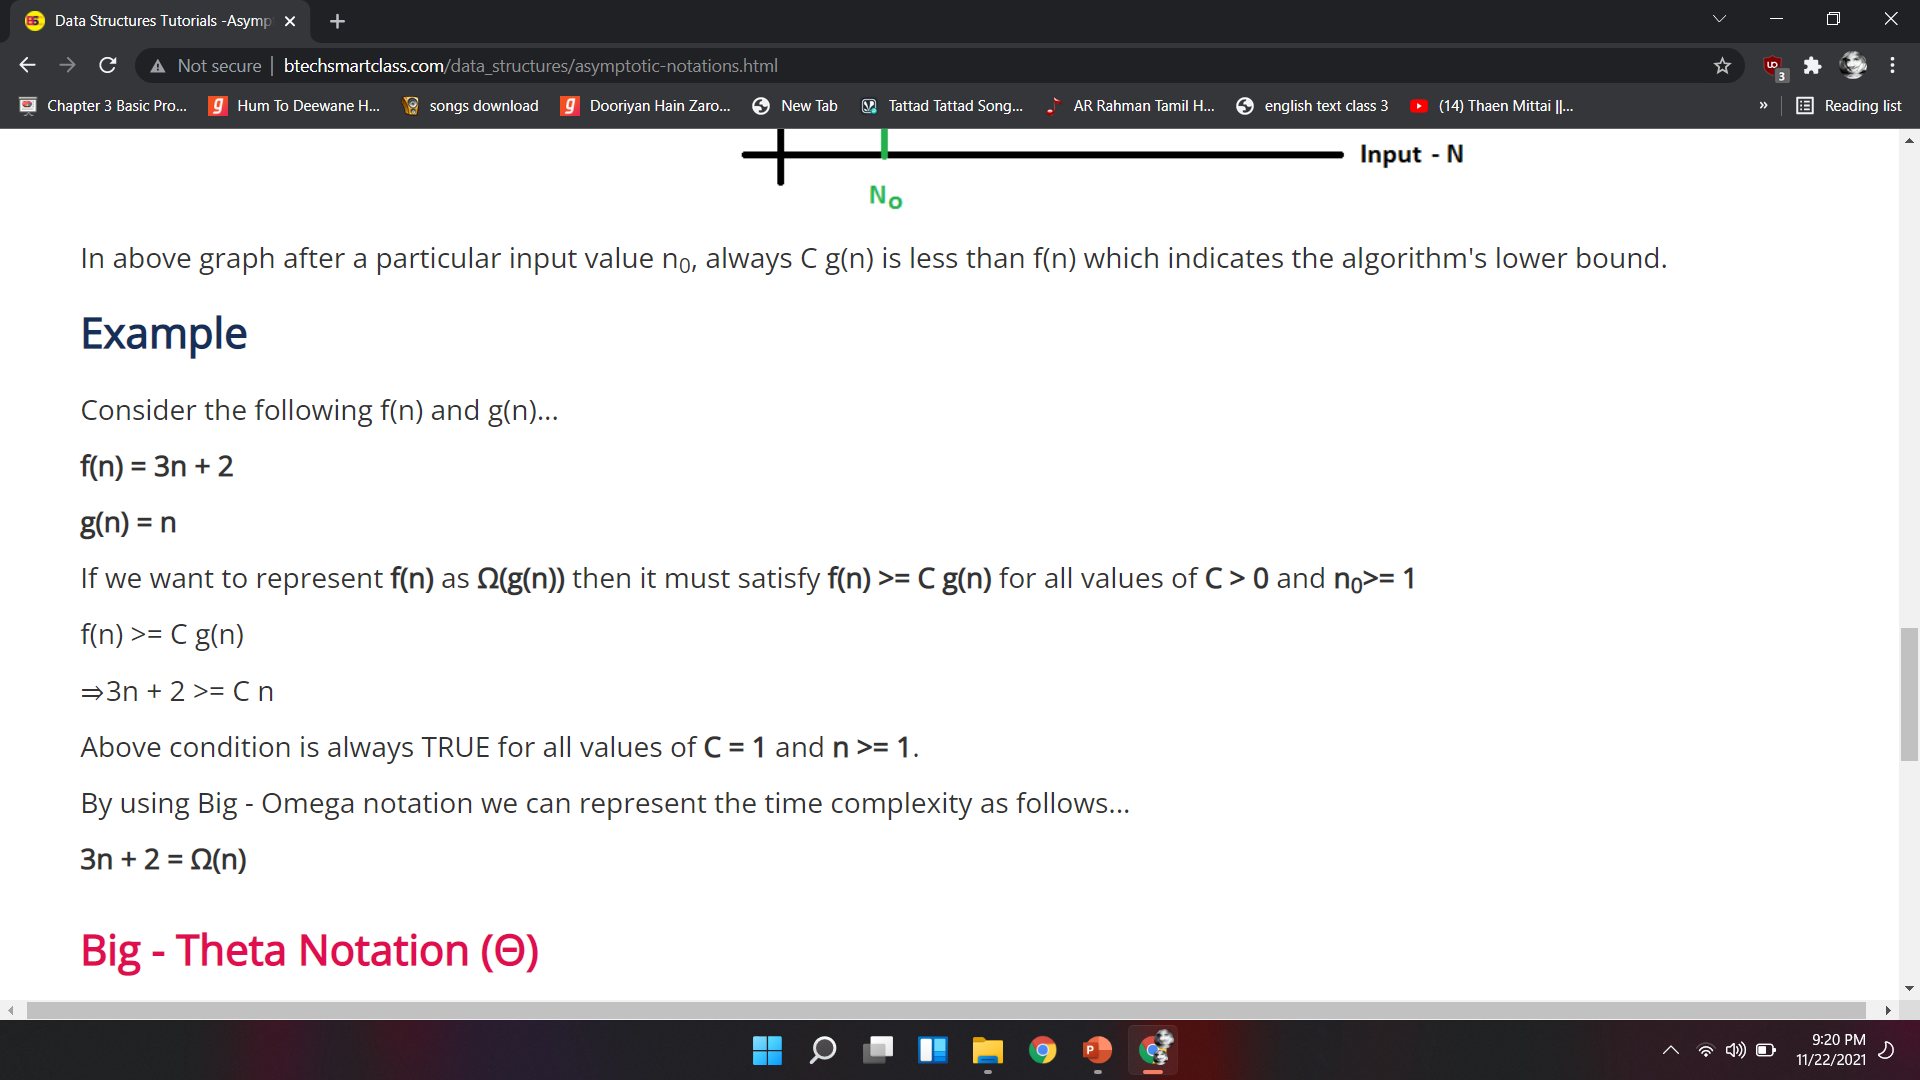 Data Structures Tutorials -Asymp
Not secure | btechsmartclass.com/data_structures/asymptotic-notations.html
UD
3
Chapter 3 Basic Pro... Hum To Deewane H... songs download Dooriyan Hain Zaro... New Tab Tattad Tattad Song... AR Rahman Tamil H... english text class 3 (14) Thaen Mittai ||... » Reading list
Input - N
No
In above graph after a particular input value n0, always C g(n) is less than f(n) which indicates the algorithm's lower bound.
Example
Consider the following f(n) and g(n)...
f(n) = 3n + 2
g(n) = n
If we want to represent f(n) as Ω(g(n)) then it must satisfy f(n) >= C g(n) for all values of C > 0 and n0>= 1
f(n) >= C g(n)
⇒3n + 2 >= C n
Above condition is always TRUE for all values of C = 1 and n >= 1.
By using Big - Omega notation we can represent the time complexity as follows...
3n + 2 = Ω(n)
Big - Theta Notation (Θ)
9:20 PM
11/22/2021